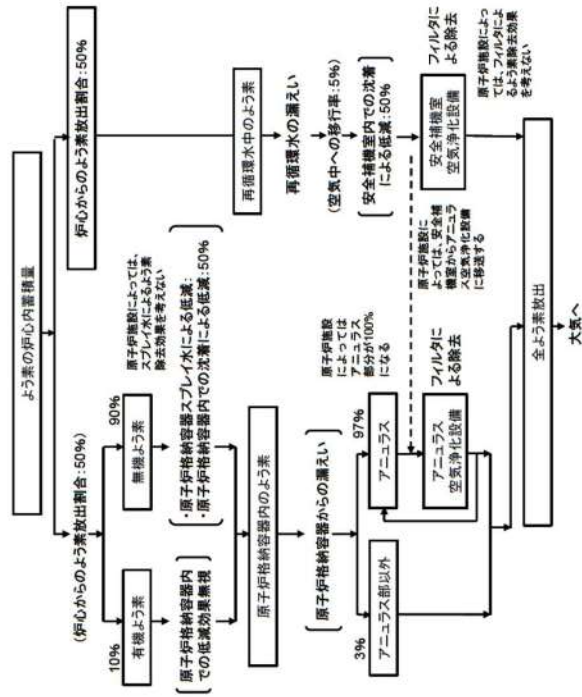 よう素の炉心内蓄積量
(炉心からのよう素放出割合:50%)
10%
90%
有機よう素
無機よう素
原子炉施設によっては、
スプレイ水によるよう素
除去効果を考えない
原子炉格納容器内
での低減効果無視
・原子炉格納容器スプレイ水による低減:
・原子炉格納容器内での沈着による低減:50%
原子炉格納容器内のよう素
原子炉格納容器からの漏えい
3%
97%
原子炉施設
によっては
アニュラス
部分が100%
になる
アニュラス部以外
アニュラス
フィルタに
よる除去
アニュラス
空気浄化設備
炉心からのよう素放出割合:50%
再循環水中のよう素
再循環水の漏えい
(空気中への移行率:5%)
安全補機室内での沈着
による低減:50%
原子炉施設に
よっては、安全補
機室からアニュラ
ス空気浄化設備
に移送する
安全補機室
空気浄化設備
フィルタに
よる除去
原子炉施設によっ
ては、フィルタによ
るよう素除去効果
を考えない
全よう素放出
大気へ